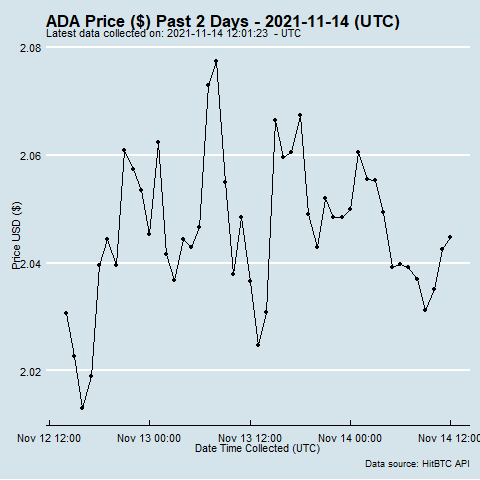 ADA Price ($) Past 2 Days - 2021-11-14 (UTC)
Latest data collected on: 2021-11-14 12:01:23 - UTC
2.08
2.06
2.04
2.02
Price USD ($)
Nov 12 12:00 Nov 13 00:00 Nov 13 12:00 Nov 14 00:00 Nov 14 12:00
Date Time Collected (UTC)
Data source: HitBTC API